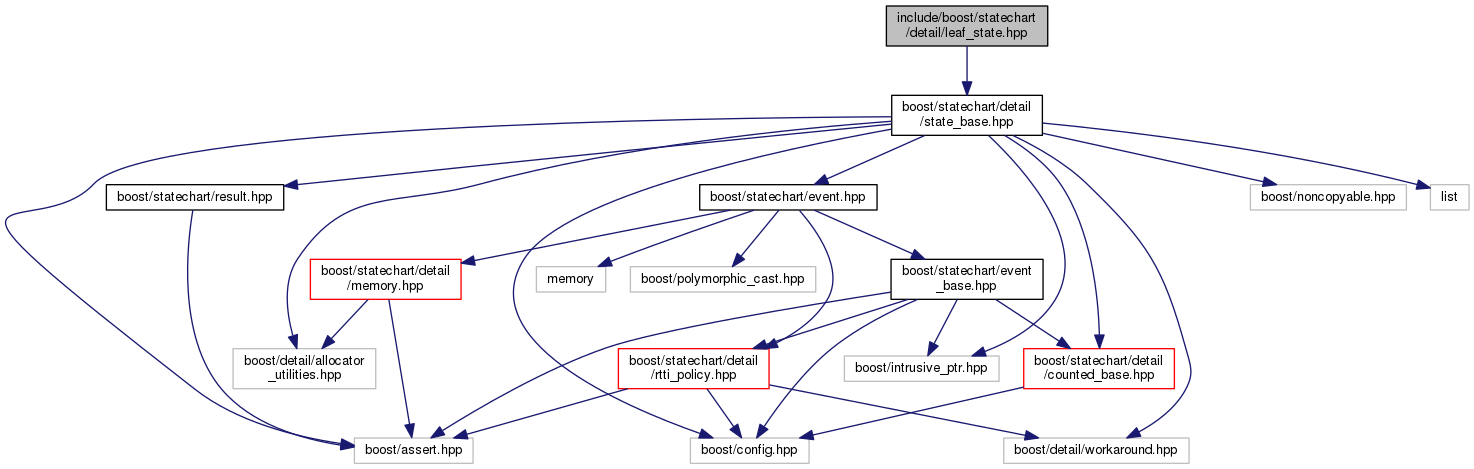 include/boost/statechart
/detail/leaf_state.hpp
boost/statechart/detail
/state_base.hpp
boost/statechart/result.hpp
boost/statechart/event.hpp
boost/noncopyable.hpp
list
boost/statechart/detail
/memory.hpp
memory
boost/polymorphic_cast.hpp
boost/statechart/event
_base.hpp
boost/detail/allocator
_utilities.hpp
boost/statechart/detail
/rtti_policy.hpp
boost/intrusive_ptr.hpp
boost/statechart/detail
/counted_base.hpp
boost/assert.hpp
boost/config.hpp
boost/detail/workaround.hpp